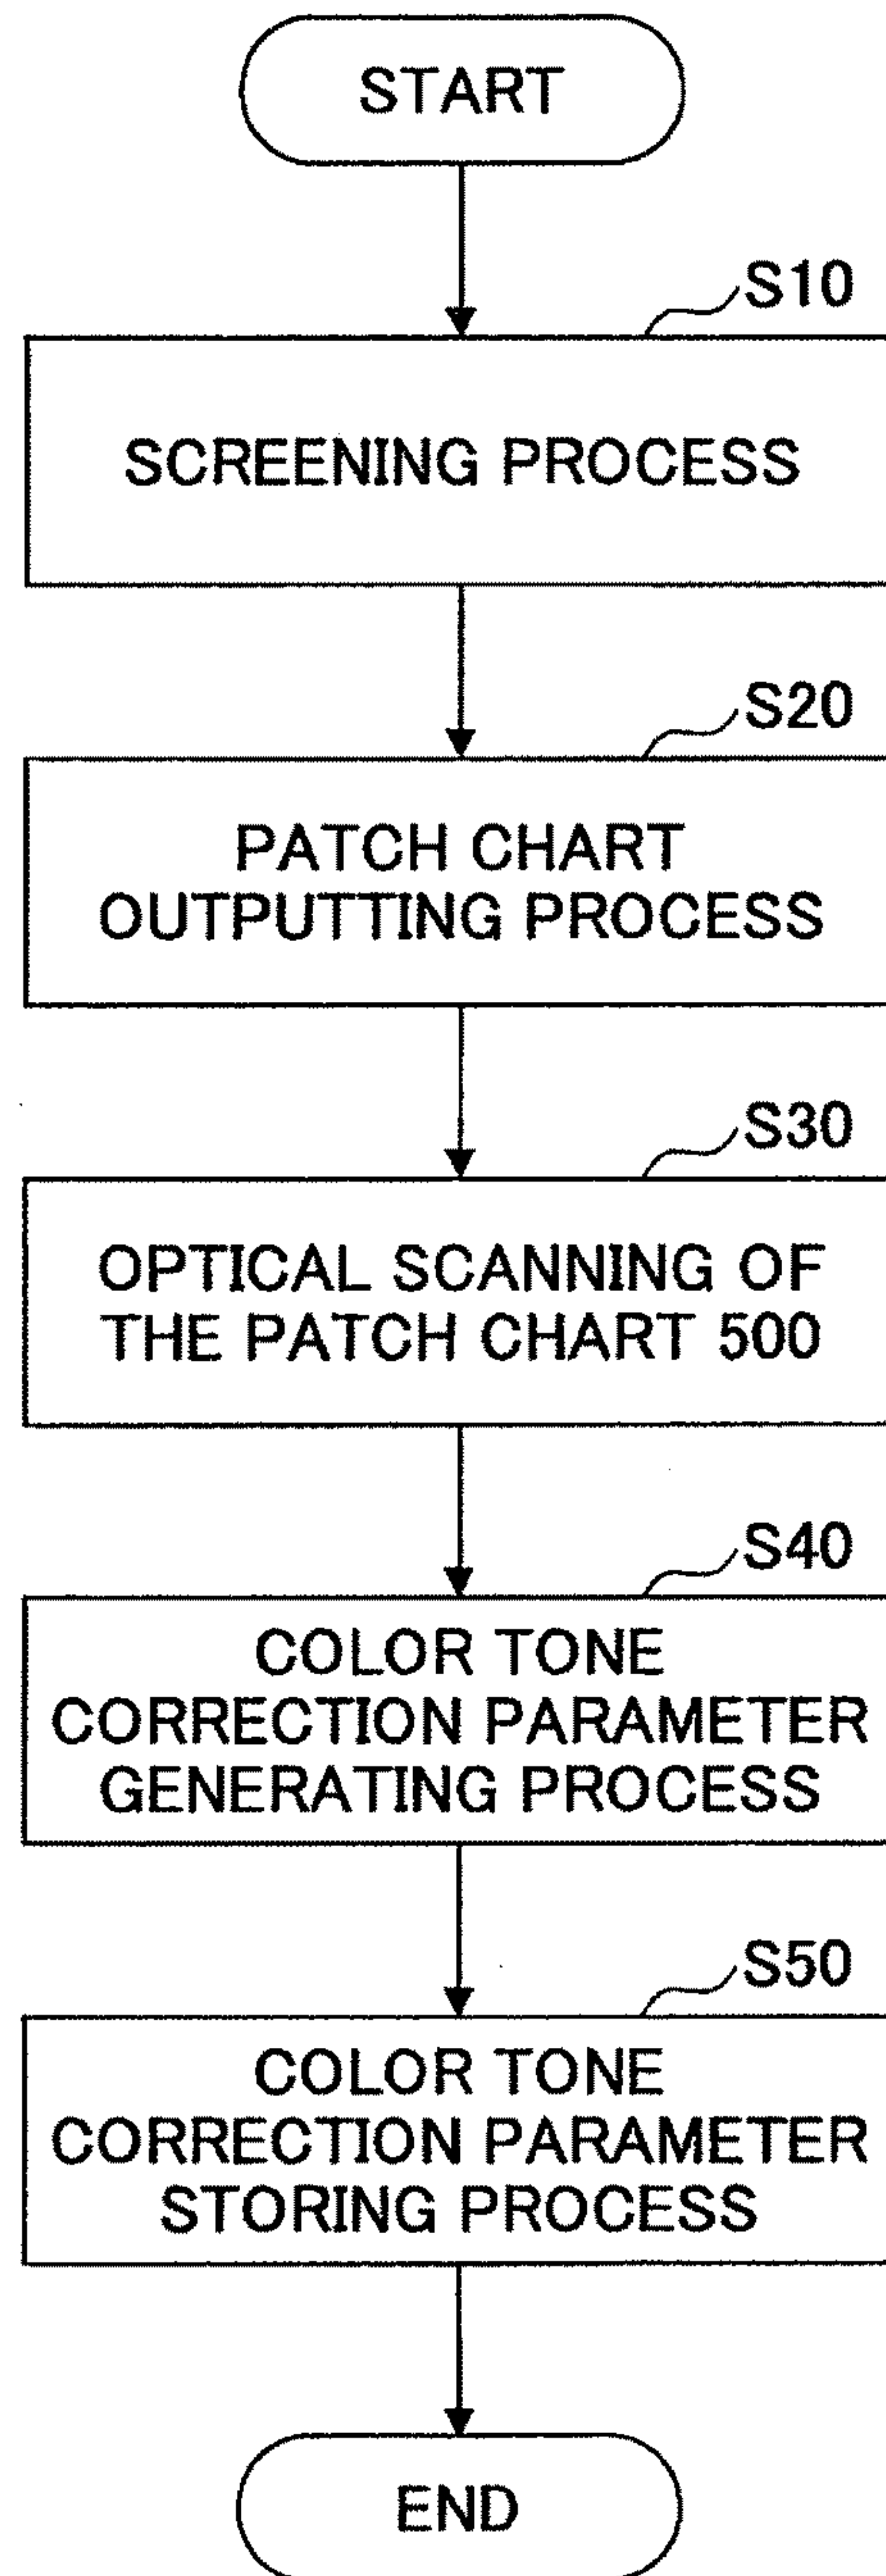 START
S10
SCREENING PROCESS
S20
PATCH CHART
OUTPUTTING PROCESS
S30
OPTICAL SCANNING OF
THE PATCH CHART 500
S40
COLOR TONE
CORRECTION PARAMETER
GENERATING PROCESS
S50
COLOR TONE
CORRECTION PARAMETER
STORING PROCESS
END